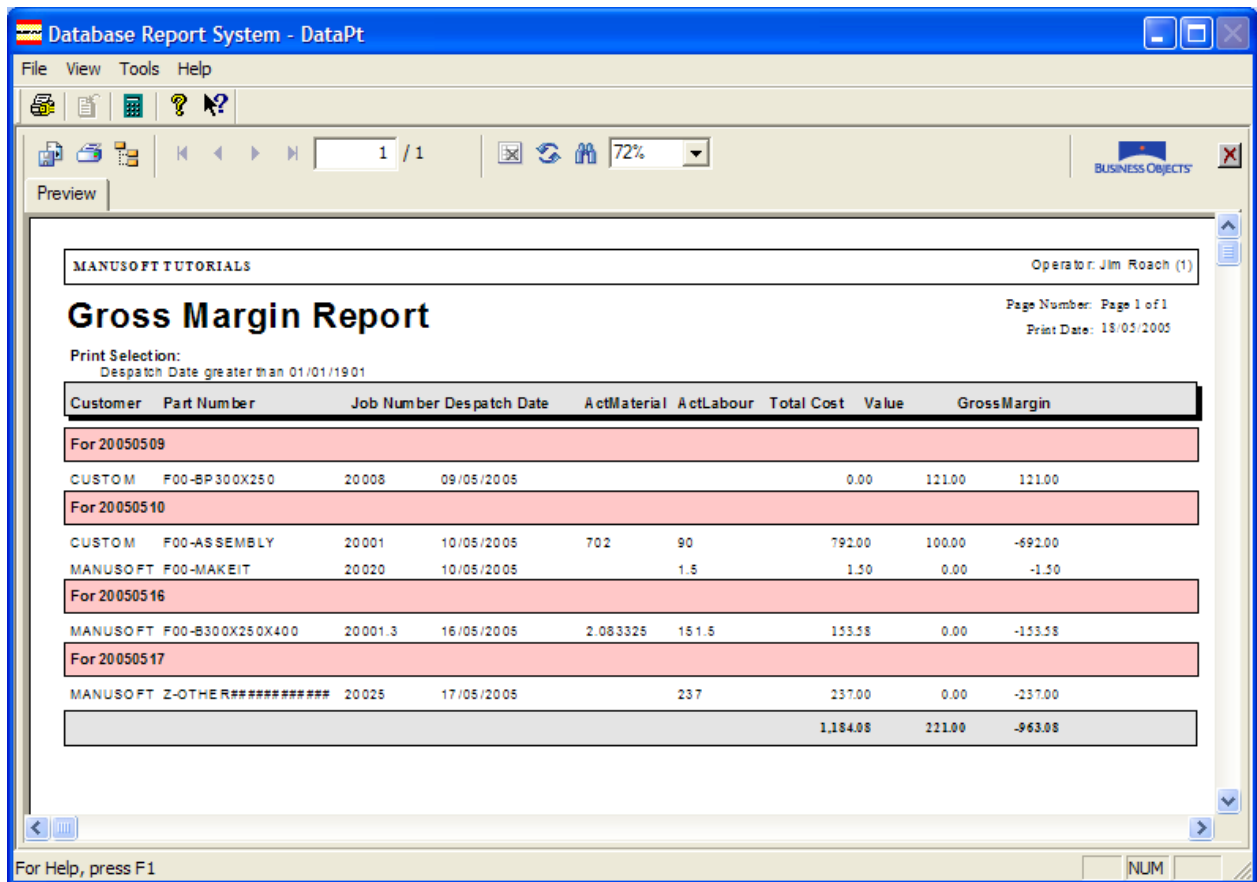 Database Report System - DataPt
File View Tools Help
1 / 1 72% BUSINESS OBJECTS
Preview
MANUSOFT TUTORIALS Operator: Jim Roach (1)
Gross Margin Report
Page Number: Page 1 of 1
Print Date: 18/05/2005
Print Selection:
Despatch Date greater than 01/01/1901
Customer Part Number Job Number Despatch Date ActMaterial ActLabour Total Cost Value GrossMargin
For 20050509
CUSTOM F00-BP300X250 20008 09/05/2005 0.00 121.00 121.00
For 20050510
CUSTOM F00-ASSEMBLY 20001 10/05/2005 702 90 792.00 100.00 -692.00
MANUSOFT F00-MAKEIT 20020 10/05/2005 1.5 1.50 0.00 -1.50
For 20050516
MANUSOFT F00-B300X250X400 20001.3 16/05/2005 2.083325 151.5 153.58 0.00 -153.58
For 20050517
MANUSOFT Z-OTHER############ 20025 17/05/2005 237 237.00 0.00 -237.00
1,184.08 221.00 -963.08
For Help, press F1 NUM